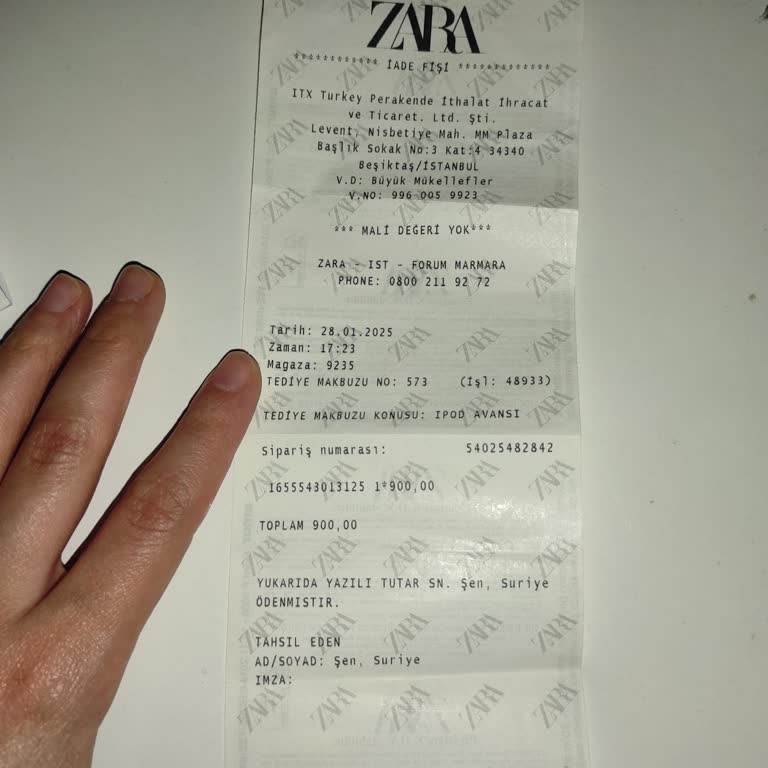 ZARA
************ İADE FİŞİ *************
ITX Turkey Perakende İthalat İhracat
ve Ticaret. Ltd. Şti.
Levent, Nisbetiye Mah. MM Plaza
Başlık Sokak No:3 Kat:4 34340
Beşiktaş/İSTANBUL
V.D: Büyük Mükellefler
V.NO: 996 005 9923
*** MALİ DEĞERİ YOK***
ZARA - IST - FORUM MARMARA
PHONE: 0800 211 92 72
Tarih: 28.01.2025
Zaman: 17:23
Magaza: 9235
TEDİYE MAKBUZU NO: 573 (İşl: 48933)
TEDİYE MAKBUZU KONUSU: IPOD AVANSI
Sipariş numarası: 54025482842
1655543013125 1*900,00
TOPLAM 900,00
YUKARIDA YAZILI TUTAR SN. Şen, Suriye
ÖDENMISTIR.
TAHSIL EDEN
AD/SOYAD: Şen, Suriye
IMZA: